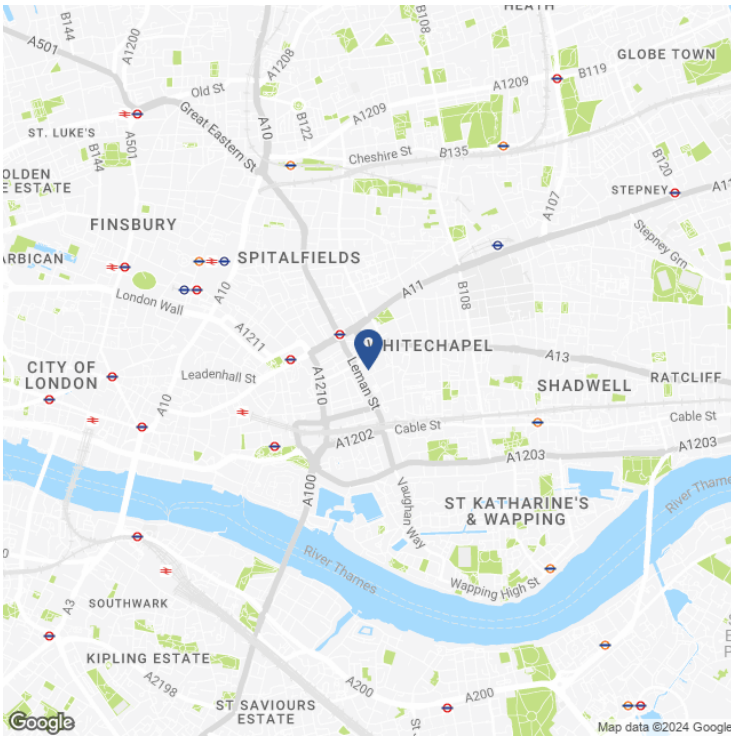 HEATH
B144
A1200
A501
A1208
B108
GLOBE TOWN
B119
Old St
A1209
A10
B122
A1209
Great Eastern St
ST. LUKE'S
A501
B144
Cheshire St
B135
B120
OLDEN
E ESTATE
STEPNEY
A11
A107
FINSBURY
Stepney Grn
ARBICAN
SPITALFIELDS
A10
A11
B108
London Wall
A1211
HITECHAPEL
A13
CITY OF
LONDON
Leadenhall St
A1210
Leman St
SHADWELL
RATCLIFF
A10
Cable St
Cable St
A1202
A1203
A1203
A100
Vaughan Way
ST KATHARINE'S
& WAPPING
River Thames
River Thames
Wapping High St
A3
SOUTHWARK
KIPLING ESTATE
A2198
A200
A200
ST SAVIOURS
ESTATE
Google
Map data ©2024 Google